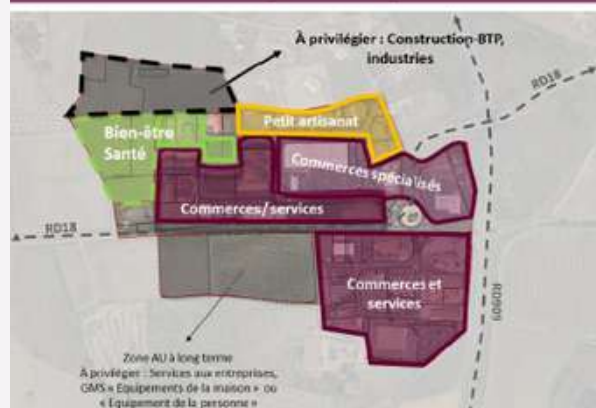 À privilégier : Construction-BTP,
industries
RD18
Petit artisanat
Bien-être
Santé
Commerces spécialisés
Commerces/services
RD18
Commerces et
services
RD909
Zone AU à long terme
À privilégier : Services aux entreprises,
GMS « Equipements de la maison » ou
« Equipement de la personne »